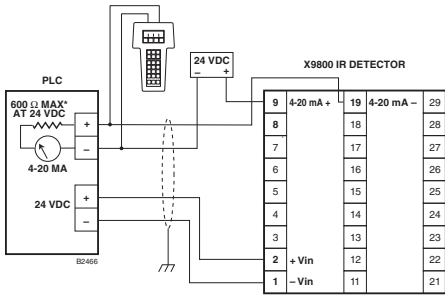 PLC
600 Ω MAX*
AT 24 VDC
+
–
4-20 MA
24 VDC
+
–
B2466
24 VDC
– +
X9800 IR DETECTOR
9 4-20 mA + 19 4-20 mA – 29
8 18 28
7 17 27
6 16 26
5 15 25
4 14 24
3 13 23
2 + Vin 12 22
1 – Vin 11 21